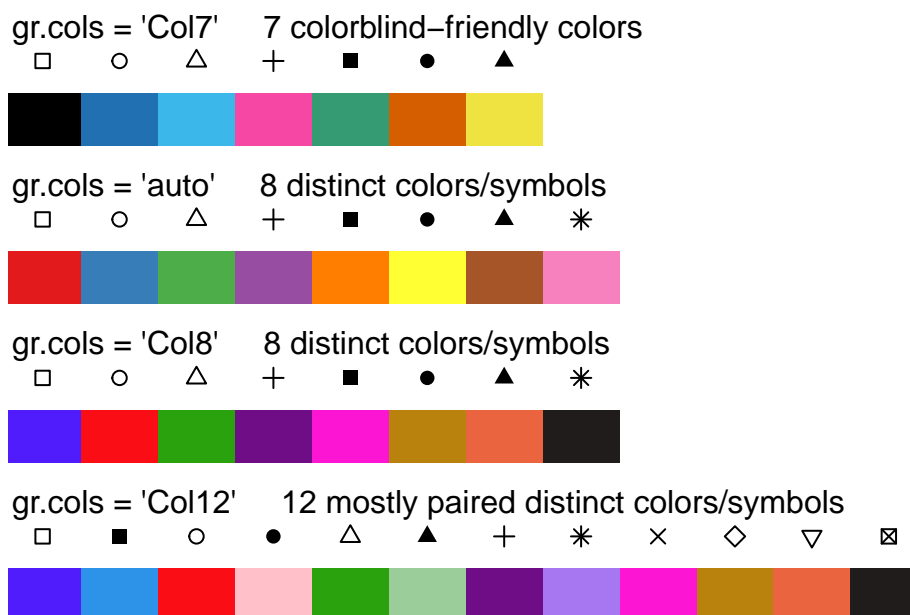 gr.cols = 'Col7' 7 colorblind−friendly colors
gr.cols = 'auto' 8 distinct colors/symbols
gr.cols = 'Col8' 8 distinct colors/symbols
gr.cols = 'Col12' 12 mostly paired distinct colors/symbols